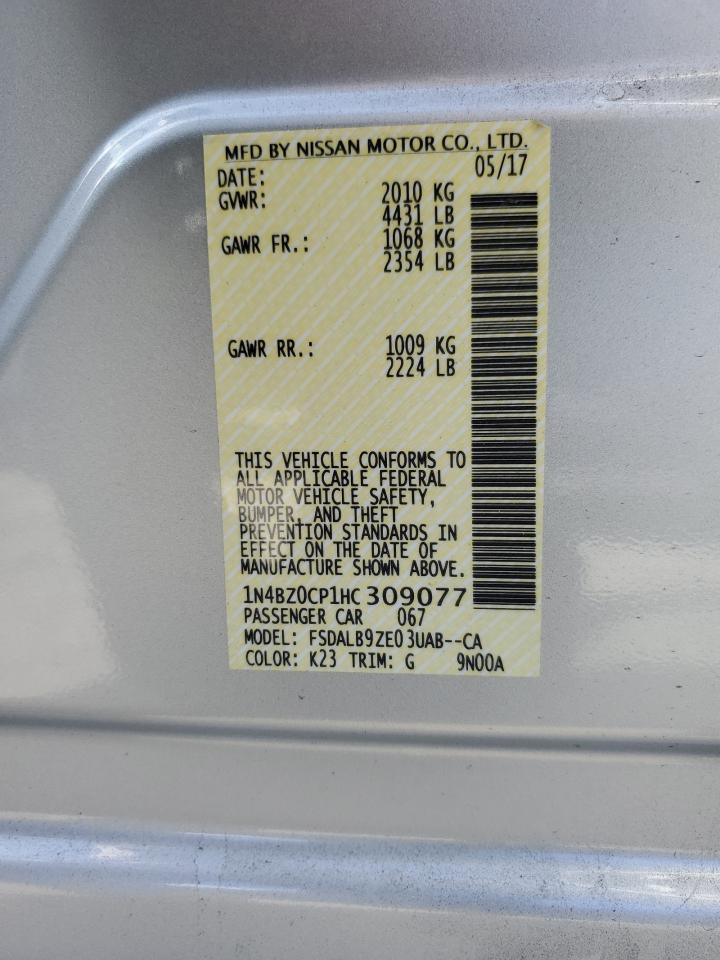 MFD BY NISSAN MOTOR CO., LTD.
DATE: 05/17
GVWR: 2010 KG
4431 LB
GAWR FR.: 1068 KG
2354 LB
GAWR RR.: 1009 KG
2224 LB
THIS VEHICLE CONFORMS TO
ALL APPLICABLE FEDERAL
MOTOR VEHICLE SAFETY,
BUMPER, AND THEFT
PREVENTION STANDARDS IN
EFFECT ON THE DATE OF
MANUFACTURE SHOWN ABOVE.
1N4BZ0CP1HC309077
PASSENGER CAR 067
MODEL: FSDALB9ZE03UAB--CA
COLOR: K23 TRIM: G 9N00A